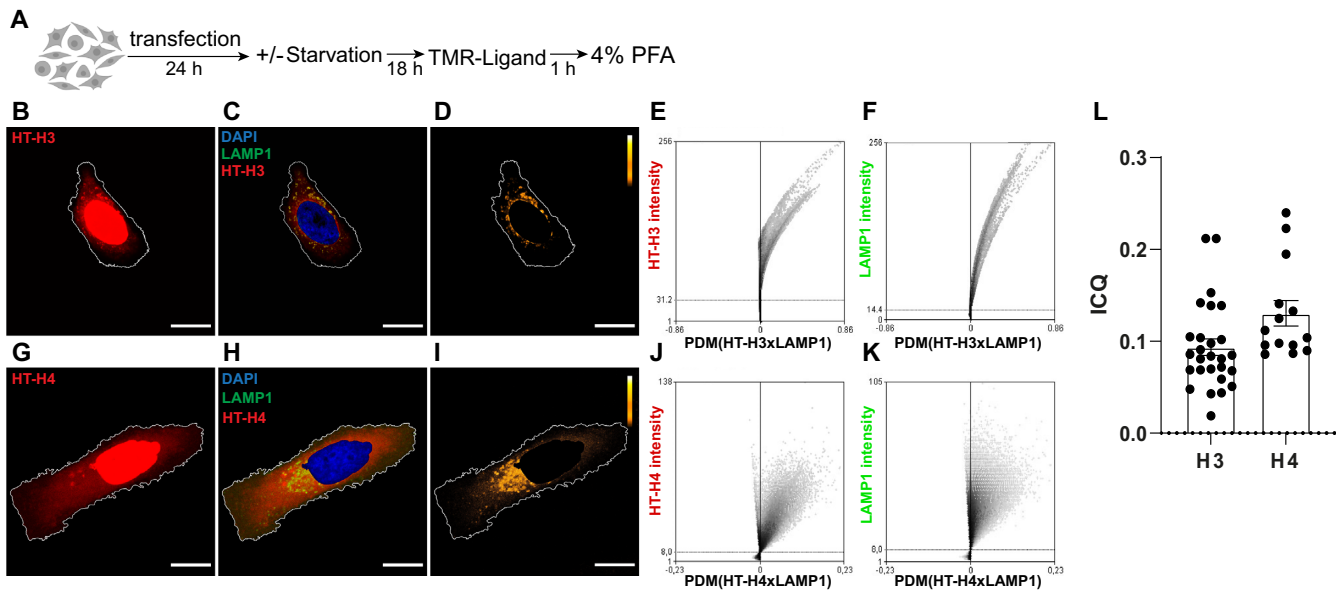 A
transfection
24 h
+/- Starvation
18 h
TMR-Ligand
1 h
4% PFA
B
HT-H3
C
DAPI
LAMP1
HT-H3
D
E
256
HT-H3 intensity
31.2
1
-0.86
0
0.86
PDM(HT-H3xLAMP1)
F
256
LAMP1 intensity
14.4
0
-0.86
0
0.86
PDM(HT-H3xLAMP1)
G
HT-H4
H
DAPI
LAMP1
HT-H4
I
J
138
HT-H4 intensity
8,0
1
-0,23
0
0,23
PDM(HT-H4xLAMP1)
K
105
LAMP1 intensity
8,0
1
-0,23
0
0,23
PDM(HT-H4xLAMP1)
L
ICQ
0.3
0.2
0.1
0.0
H3
H4